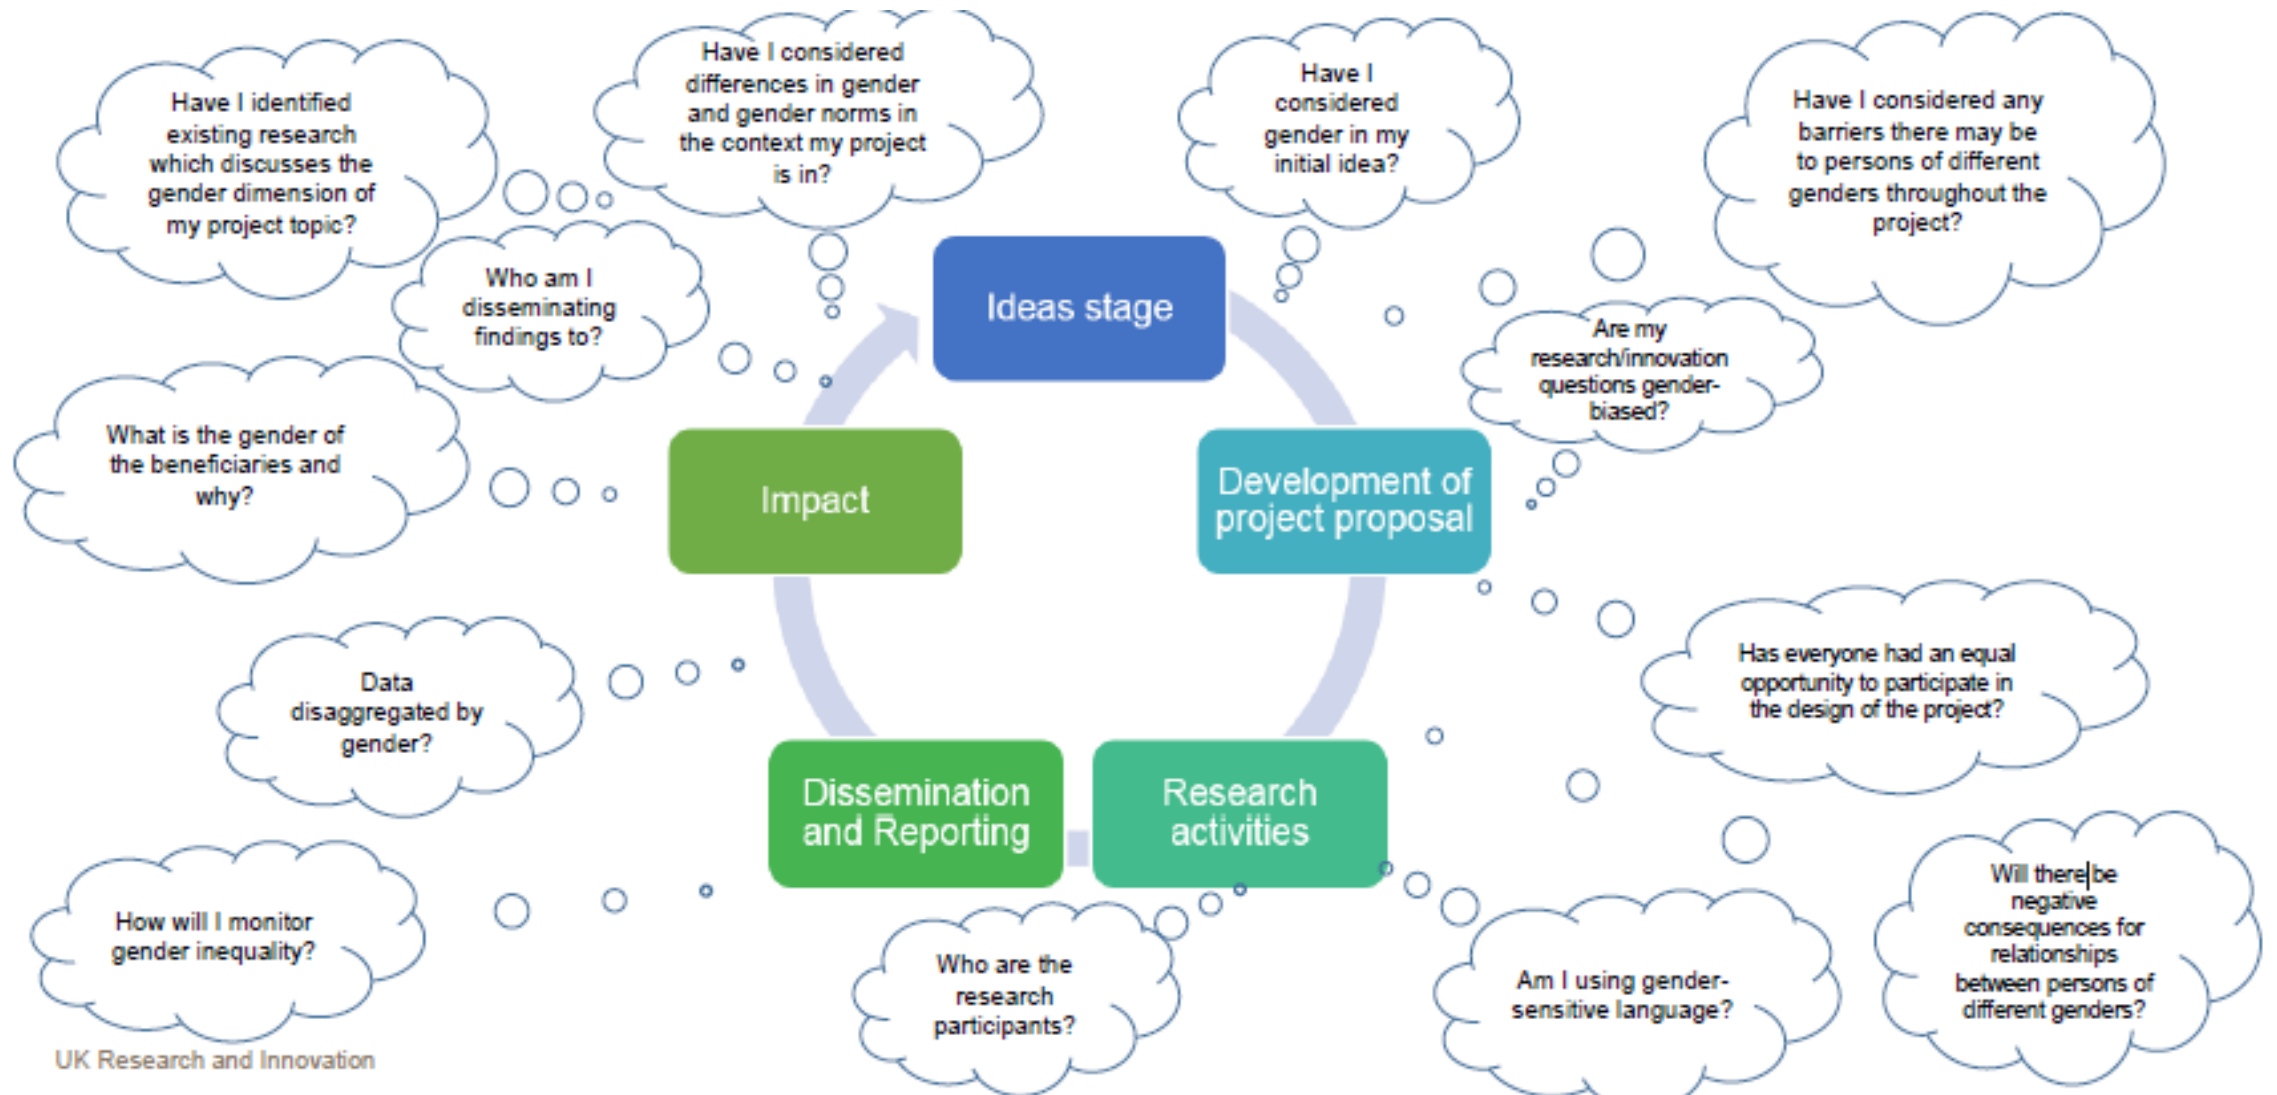 Have I identified
existing research
which discusses the
gender dimension of
my project topic?
Have I considered
differences in gender
and gender norms in
the context my project
is in?
Have I
considered
gender in my
initial idea?
Have I considered any
barriers there may be
to persons of different
genders throughout the
project?
Who am I
disseminating
findings to?
Ideas stage
Are my
research/innovation
questions gender-
biased?
What is the gender of
the beneficiaries and
why?
Impact
Development of
project proposal
Data
disaggregated by
gender?
Has everyone had an equal
opportunity to participate in
the design of the project?
Dissemination
and Reporting
Research
activities
How will I monitor
gender inequality?
Who are the
research
participants?
Am I using gender-
sensitive language?
Will there be
negative
consequences for
relationships
between persons of
different genders?
UK Research and Innovation